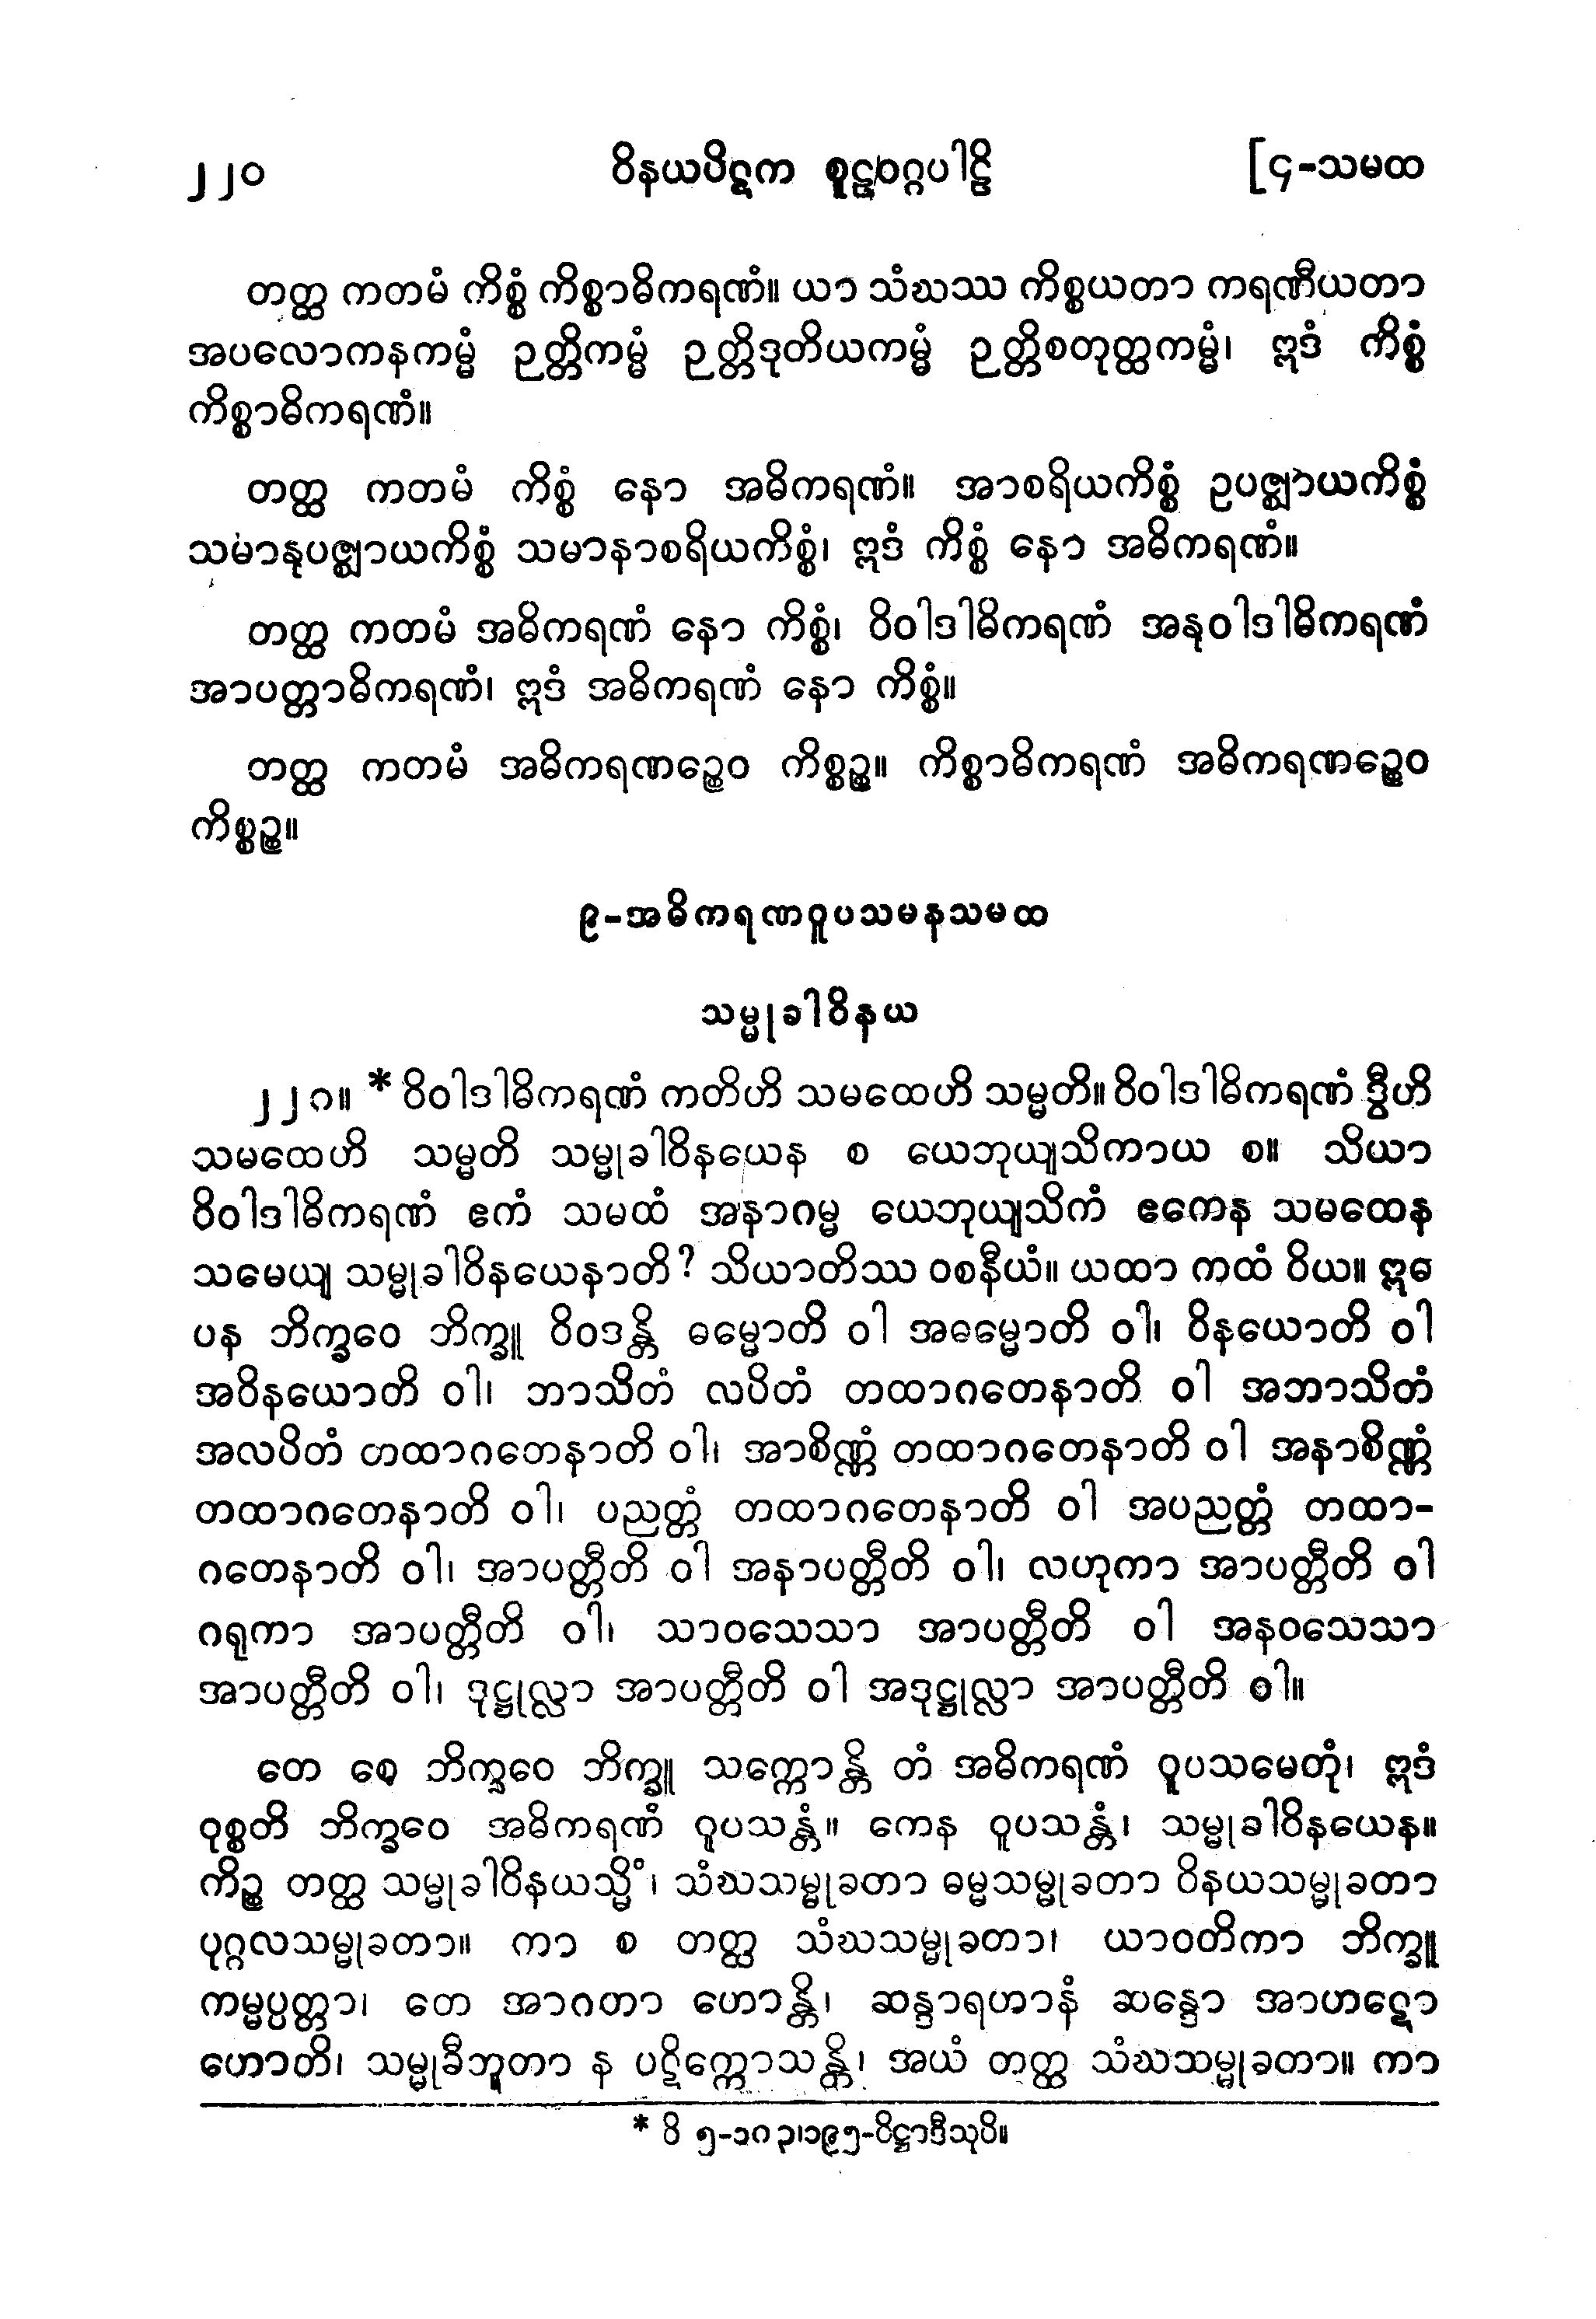 ၂၂၀ ဝိနယပိဋက စူဠဝဂ္ဂပါဠိ [၄-သမထ
တတ္ထ ကတမံ ကိစ္စံ ကိစ္စာဓိကရဏံ။ ယာ သံဃဿ ကိစ္စယတာ ကရဏီယတာ
အပလောကနကမ္မံ ဉတ္တိကမ္မံ ဉတ္တိဒုတိယကမ္မံ ဉတ္တိစတုတ္ထကမ္မံ၊ ဣဒံ ကိစ္စံ
ကိစ္စာဓိကရဏံ။
တတ္ထ ကတမံ ကိစ္စံ နော အဓိကရဏံ။ အာစရိယကိစ္စံ ဥပဇ္ဈာယကိစ္စံ
သမာနုပဇ္ဈာယကိစ္စံ သမာနာစရိယကိစ္စံ၊ ဣဒံ ကိစ္စံ နော အဓိကရဏံ။
တတ္ထ ကတမံ အဓိကရဏံ နော ကိစ္စံ၊ ဝိဝါဒါဓိကရဏံ အနုဝါဒါဓိကရဏံ
အာပတ္တာဓိကရဏံ၊ ဣဒံ အဓိကရဏံ နော ကိစ္စံ။
တတ္ထ ကတမံ အဓိကရဏဉ္စေဝ ကိစ္စဉ္စ။ ကိစ္စာဓိကရဏံ အဓိကရဏဉ္စေဝ
ကိစ္စဉ္စ။
၉-အဓိကရဏဝူပသမနသမထ
သမ္မုခါဝိနယ
၂၂၈။ * ဝိဝါဒါဓိကရဏံ ကတိဟိ သမထေဟိ သမ္မတိ။ ဝိဝါဒါဓိကရဏံ ဒွီဟိ
သမထေဟိ သမ္မတိ သမ္မုခါဝိနယေန စ ယေဘုယျသိကာယ စ။ သိယာ
ဝိဝါဒါဓိကရဏံ ဧကံ သမထံ အနာဂမ္မ ယေဘုယျသိကံ ဧကေန သမထေန
သမေယျ သမ္မုခါဝိနယေနာတိ? သိယာတိဿ ဝစနီယံ။ ယထာ ကထံ ဝိယ။ ဣဓ
ပန ဘိက္ခဝေ ဘိက္ခူ ဝိဝဒန္တိ ဓမ္မောတိ ဝါ အဓမ္မောတိ ဝါ၊ ဝိနယောတိ ဝါ
အဝိနယောတိ ဝါ၊ ဘာသိတံ လပိတံ တထာဂတေနာတိ ဝါ အဘာသိတံ
အလပိတံ တထာဂတေနာတိ ဝါ၊ အာစိဏ္ဏံ တထာဂတေနာတိ ဝါ အနာစိဏ္ဏံ
တထာဂတေနာတိ ဝါ၊ ပညတ္တံ တထာဂတေနာတိ ဝါ အပညတ္တံ တထာ-
ဂတေနာတိ ဝါ၊ အာပတ္တီတိ ဝါ အနာပတ္တီတိ ဝါ၊ လဟုကာ အာပတ္တီတိ ဝါ
ဂရုကာ အာပတ္တီတိ ဝါ၊ သာဝသေသာ အာပတ္တီတိ ဝါ အနဝသေသာ
အာပတ္တီတိ ဝါ၊ ဒုဋ္ဌုလ္လာ အာပတ္တီတိ ဝါ အဒုဋ္ဌုလ္လာ အာပတ္တီတိ ဝါ။
တေ စေ ဘိက္ခဝေ ဘိက္ခူ သက္ကောန္တိ တံ အဓိကရဏံ ဝူပသမေတုံ၊ ဣဒံ
ဝုစ္စတိ ဘိက္ခဝေ အဓိကရဏံ ဝူပသန္တံ။ ကေန ဝူပသန္တံ၊ သမ္မုခါဝိနယေန။
ကိဉ္စ တတ္ထ သမ္မုခါဝိနယသ္မိံ၊ သံဃသမ္မုခတာ ဓမ္မသမ္မုခတာ ဝိနယသမ္မုခတာ
ပုဂ္ဂလသမ္မုခတာ။ ကာ စ တတ္ထ သံဃသမ္မုခတာ၊ ယာဝတိကာ ဘိက္ခူ
ကမ္မပ္ပတ္တာ၊ တေ အာဂတာ ဟောန္တိ၊ ဆန္ဒာရဟာနံ ဆန္ဒော အာဟဋော
ဟောတိ၊ သမ္မုခီဘူတာ န ပဋိက္ကောသန္တိ၊ အယံ တတ္ထ သံဃသမ္မုခတာ။ ကာ
* ဝိ ၅-၁၈၃၊၁၉၅-ပိဋ္ဌာဒီသုပိ။